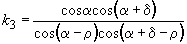 k₃ = cosαcos(α + δ) / cos(α − ρ)cos(α + δ − ρ)